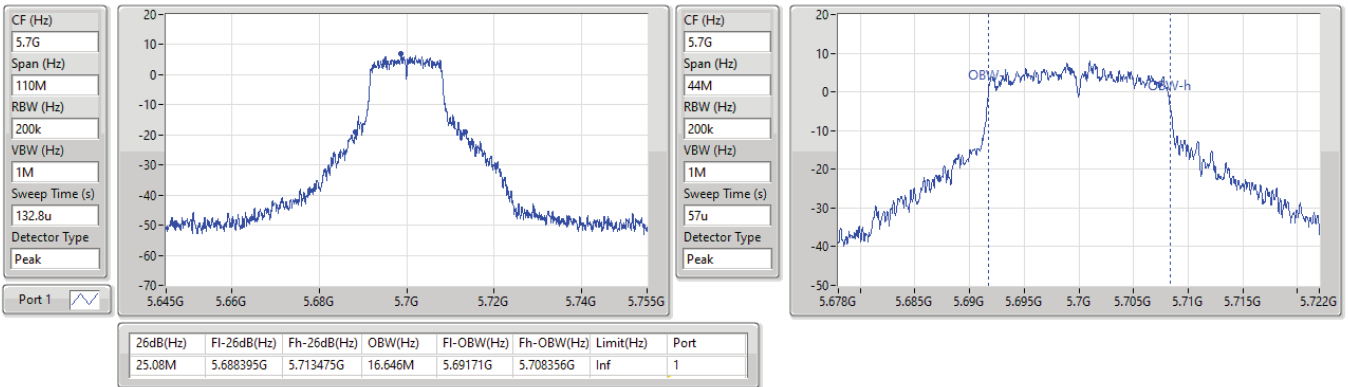 CF (Hz)
5.7G
Span (Hz)
110M
RBW (Hz)
200k
VBW (Hz)
1M
Sweep Time (s)
132.8u
Detector Type
Peak
Port 1
20
10
0
-10
-20
-30
-40
-50
-60
-70
5.645G 5.66G 5.68G 5.7G 5.72G 5.74G 5.755G
CF (Hz)
5.7G
Span (Hz)
44M
RBW (Hz)
200k
VBW (Hz)
1M
Sweep Time (s)
57u
Detector Type
Peak
20
10
0
-10
-20
-30
-40
-50
OBW-h
5.678G 5.685G 5.69G 5.695G 5.7G 5.705G 5.71G 5.715G 5.722G
26dB(Hz) Fl-26dB(Hz) Fh-26dB(Hz) OBW(Hz) Fl-OBW(Hz) Fh-OBW(Hz) Limit(Hz) Port
25.08M 5.688395G 5.713475G 16.646M 5.69171G 5.708356G Inf 1